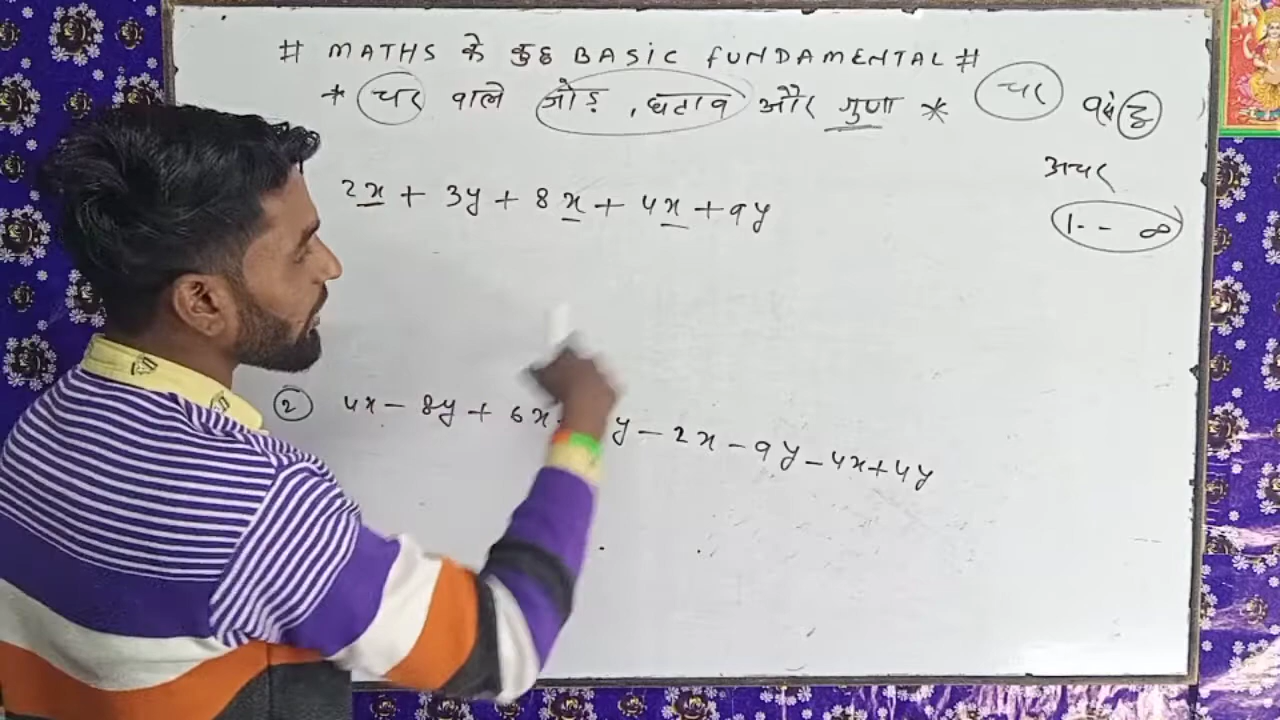 # MATHS के कुछ BASIC FUNDAMENTAL #
* चर वाले जोड़, घटाव और गुणा * चर
अचर
1 - - ∞
2x + 3y + 8x + 4x + 9y
② 4x - 8y + 6x y - 2x - 9y - 4x + 4y